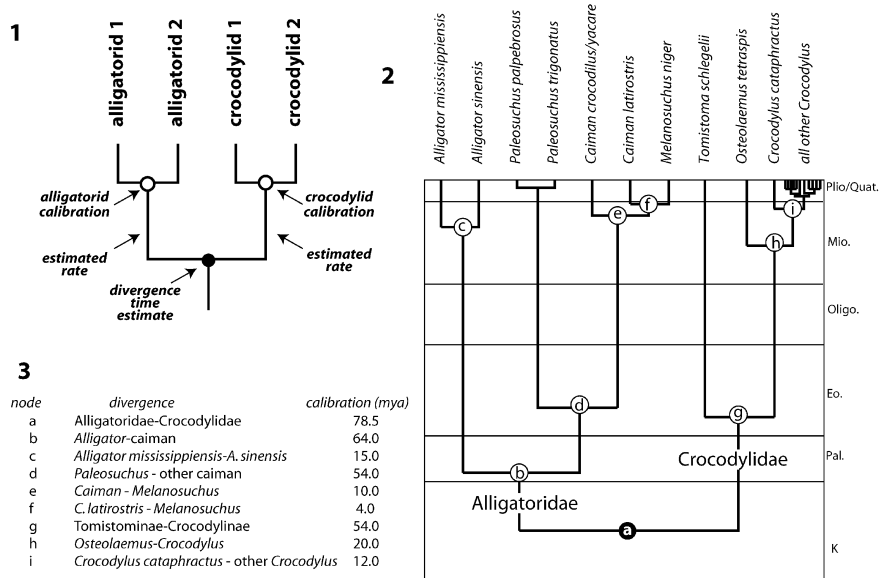 1
alligatorid 1
alligatorid 2
crocodylid 1
crocodylid 2
alligatorid
calibration
crocodylid
calibration
estimated
rate
estimated
rate
divergence
time
estimate
2
Alligator mississippiensis
Alligator sinensis
Paleosuchus palpebrosus
Paleosuchus trigonatus
Caiman crocodilus/yacare
Caiman latirostris
Melanosuchus niger
Tomistoma schlegelii
Osteolaemus tetraspis
Crocodylus cataphractus
all other Crocodylus
Plio/Quat.
f
i
e
c
h
Mio.
Oligo.
Eo.
d
g
Crocodylidae
Pal.
b
Alligatoridae
a
K
3
node divergence calibration (mya)
a Alligatoridae-Crocodylidae 78.5
b Alligator-caiman 64.0
c Alligator mississippiensis-A. sinensis 15.0
d Paleosuchus - other caiman 54.0
e Caiman - Melanosuchus 10.0
f C. latirostris - Melanosuchus 4.0
g Tomistominae-Crocodylinae 54.0
h Osteolaemus-Crocodylus 20.0
i Crocodylus cataphractus - other Crocodylus 12.0